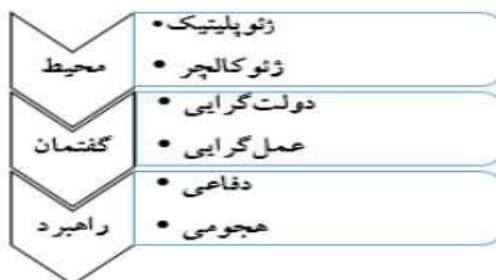 محیط
• ژئوپلیتیک
• ژئوکالچر
گفتمان
• دولت‌گرایی
• عمل‌گرایی
راهبرد
• دفاعی
• هجومی